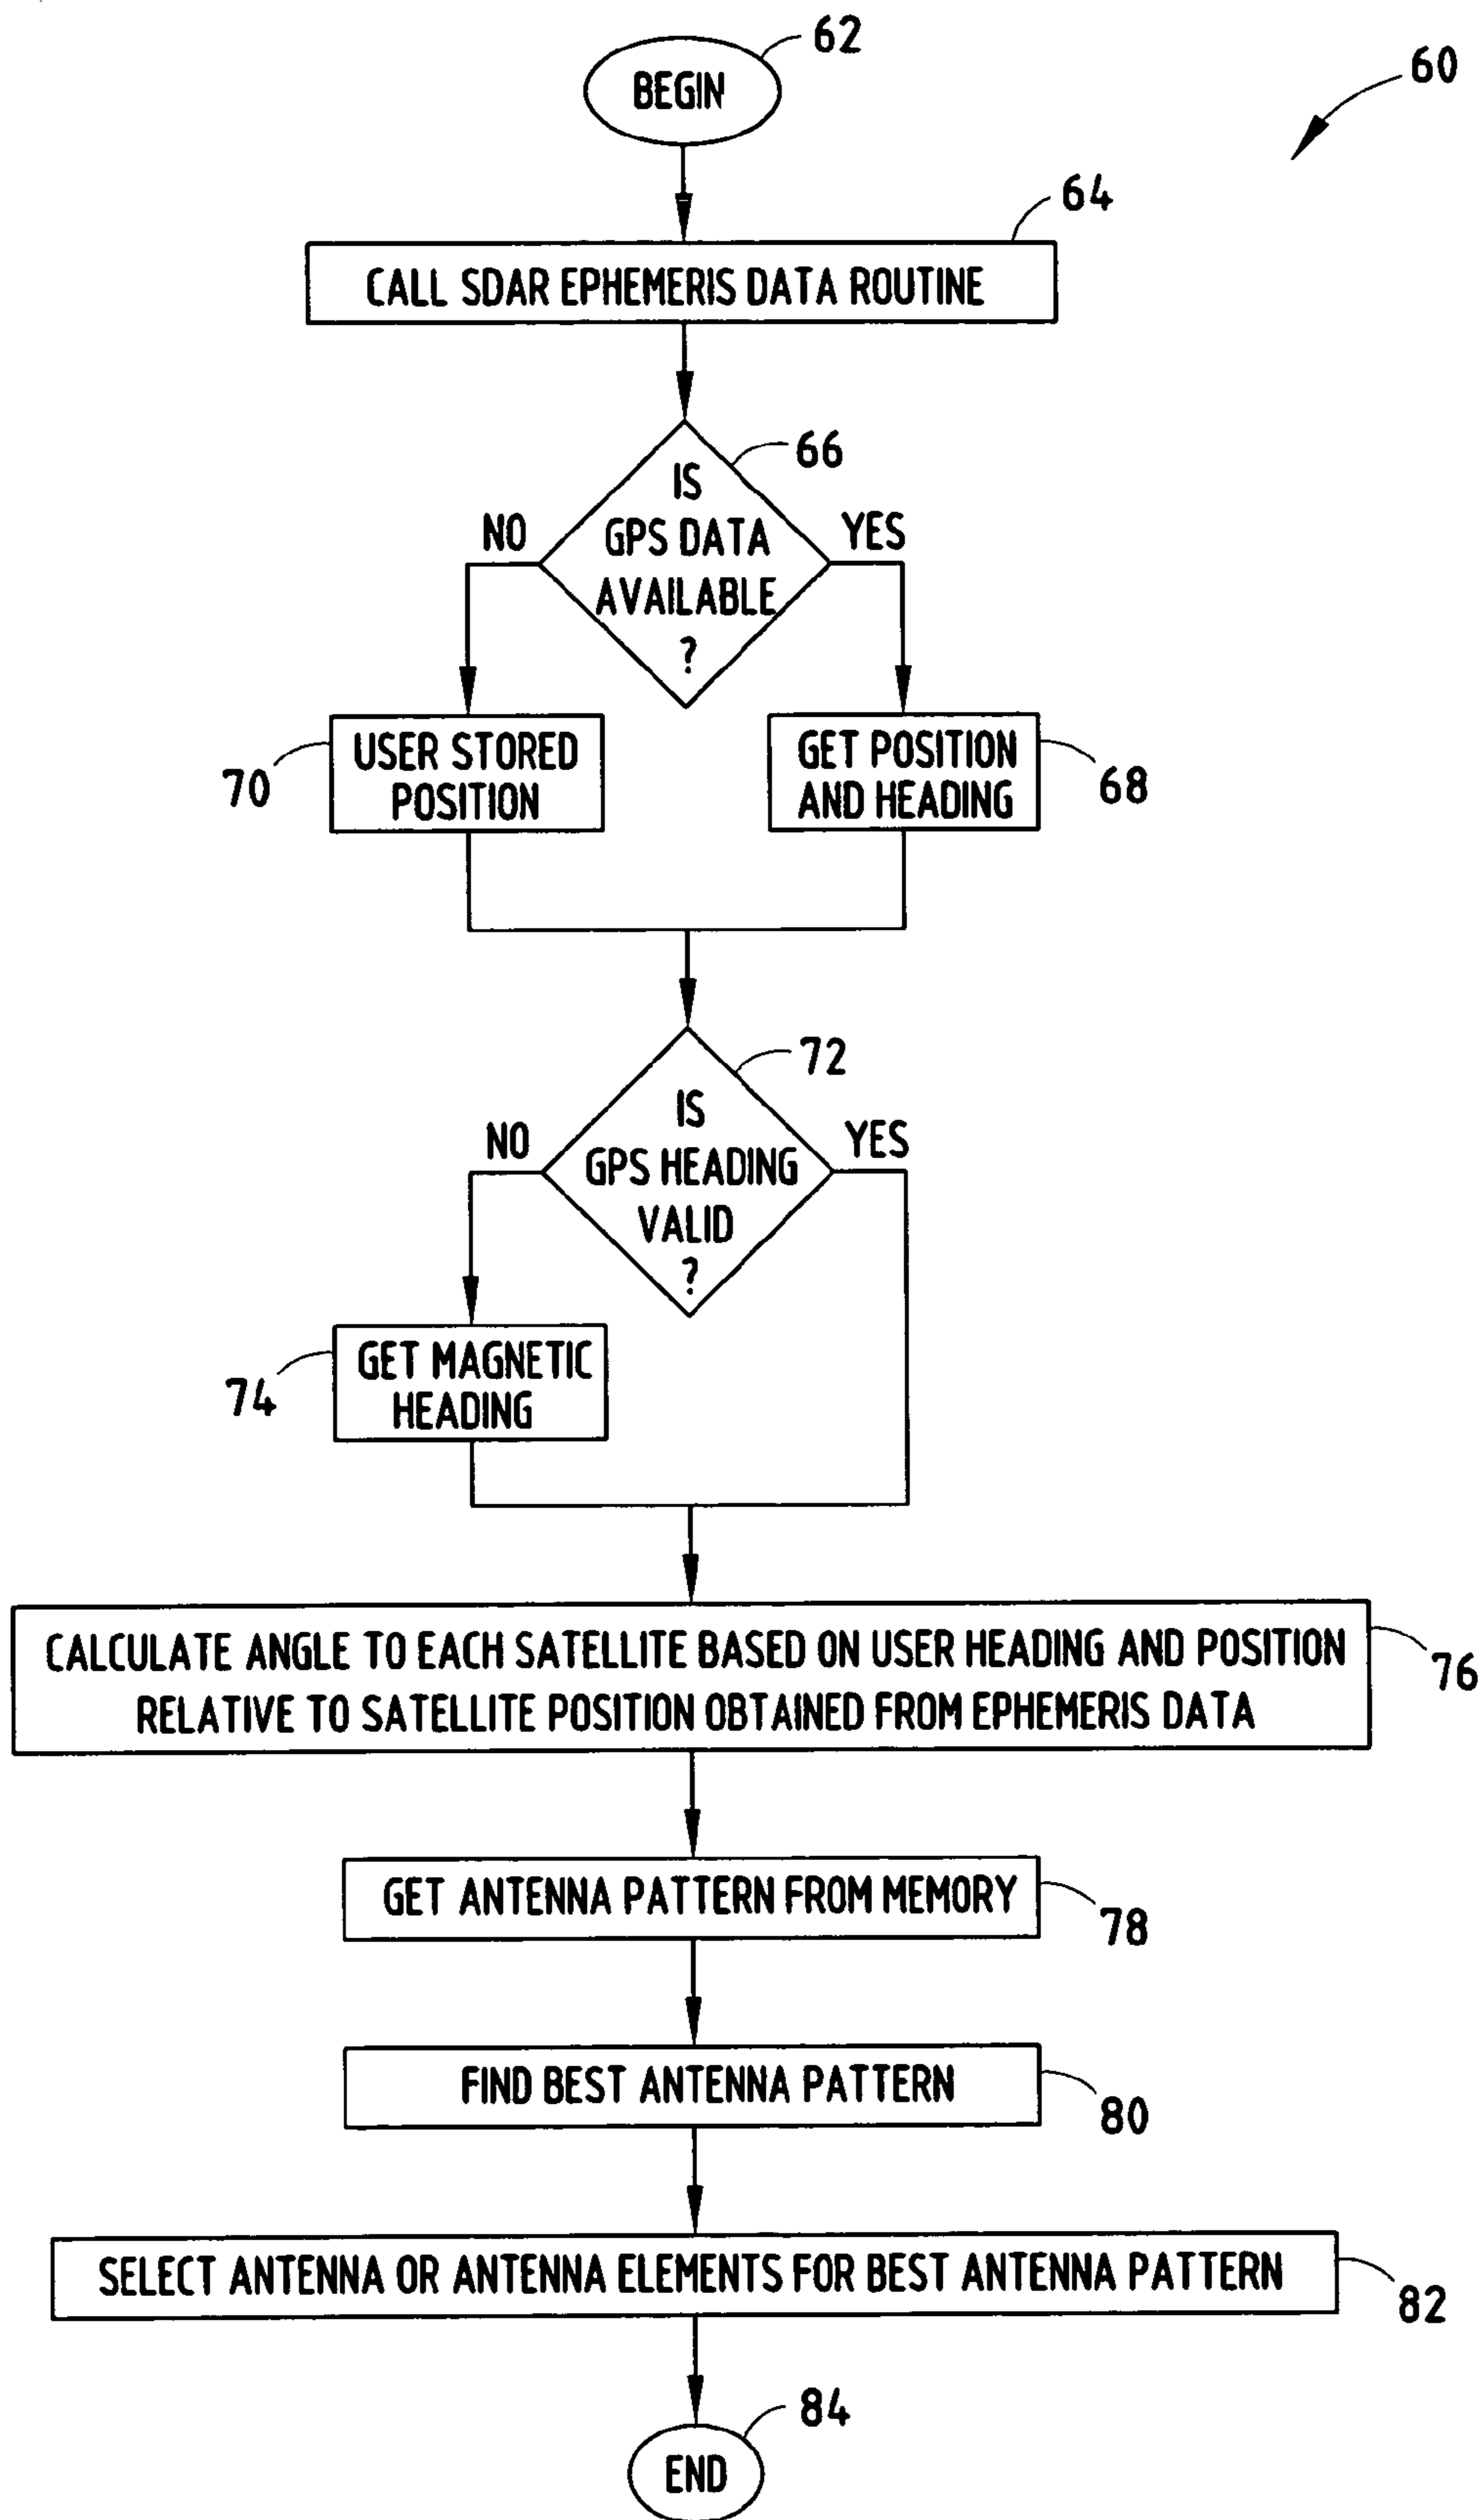 62
BEGIN
60
64
CALL SDAR EPHEMERIS DATA ROUTINE
66
IS
GPS DATA
AVAILABLE
?
NO
YES
USER STORED
POSITION
70
GET POSITION
AND HEADING
68
72
IS
GPS HEADING
VALID
?
NO
YES
GET MAGNETIC
HEADING
74
CALCULATE ANGLE TO EACH SATELLITE BASED ON USER HEADING AND POSITION
RELATIVE TO SATELLITE POSITION OBTAINED FROM EPHEMERIS DATA
76
GET ANTENNA PATTERN FROM MEMORY
78
FIND BEST ANTENNA PATTERN
80
SELECT ANTENNA OR ANTENNA ELEMENTS FOR BEST ANTENNA PATTERN
82
84
END